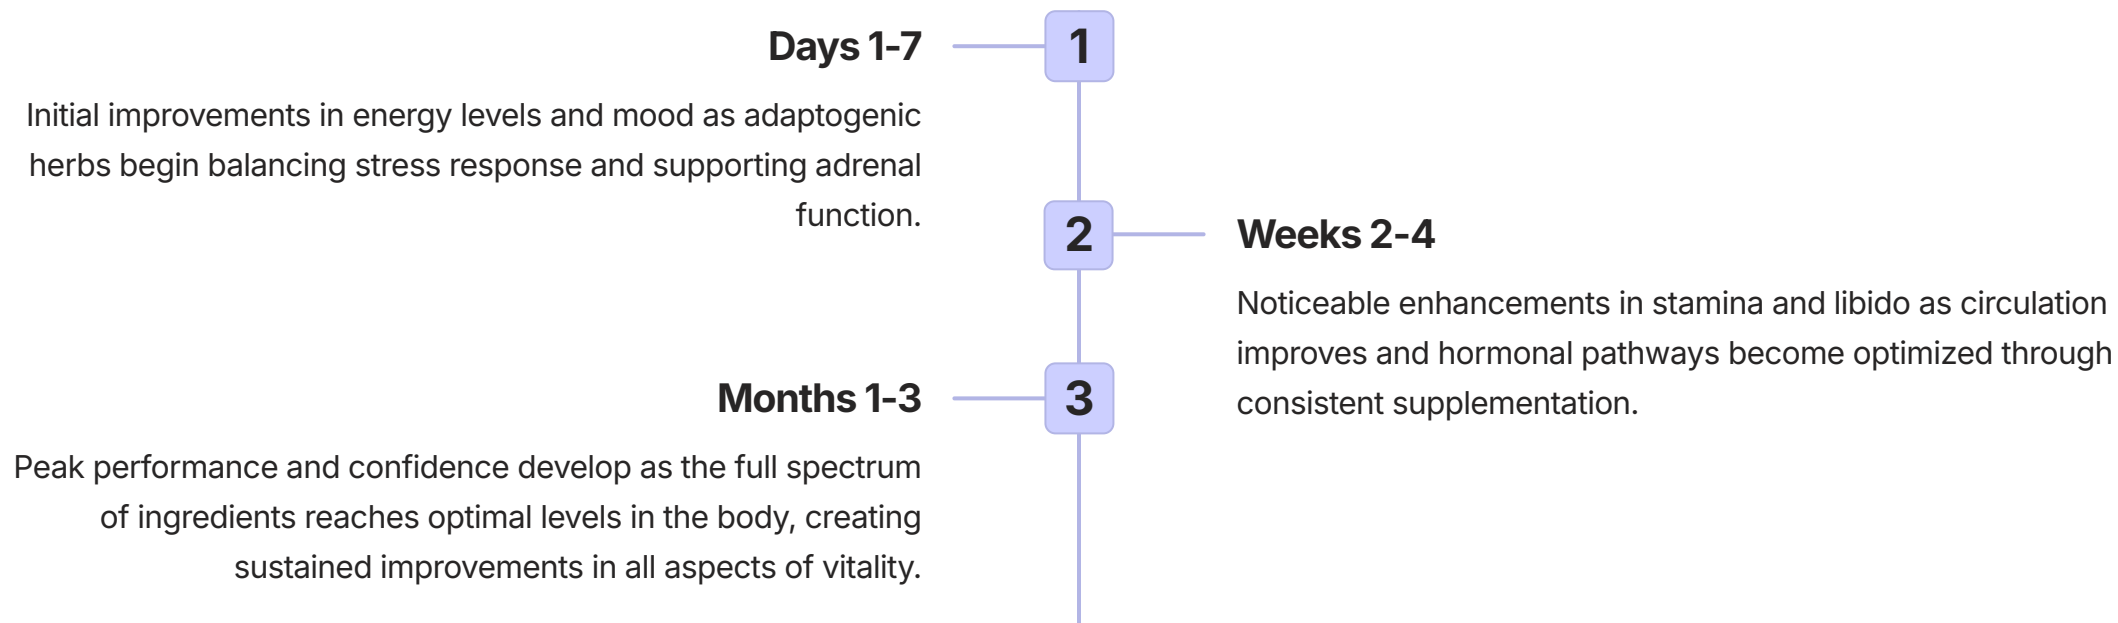 1
Days 1-7
Initial improvements in energy levels and mood as adaptogenic
herbs begin balancing stress response and supporting adrenal
function.
2
Weeks 2-4
Noticeable enhancements in stamina and libido as circulation
improves and hormonal pathways become optimized through
consistent supplementation.
3
Months 1-3
Peak performance and confidence develop as the full spectrum
of ingredients reaches optimal levels in the body, creating
sustained improvements in all aspects of vitality.